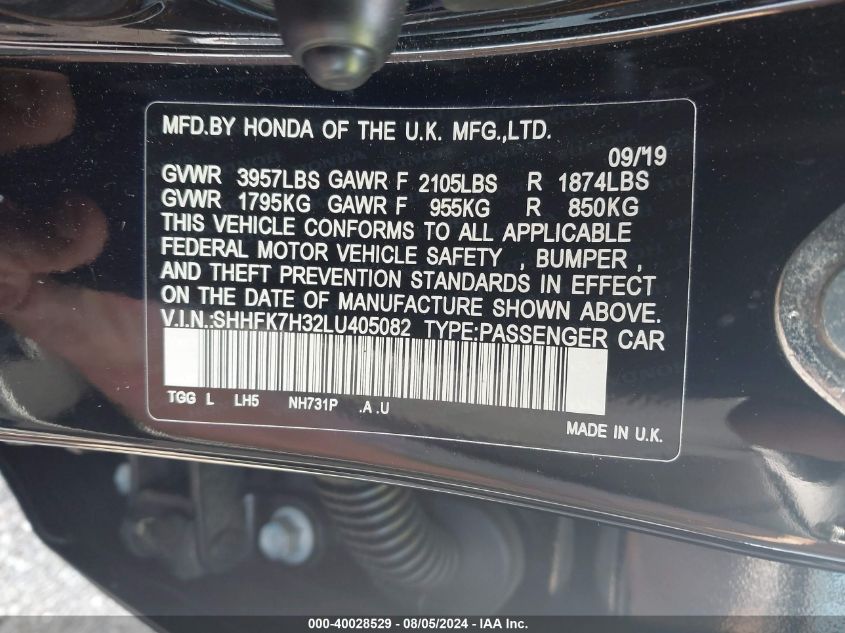 MFD.BY HONDA OF THE U.K. MFG.,LTD.
09/'19
GVWR 3957LBS GAWR F 2105LBS R 1874LBS
GVWR 1795KG GAWR F 955KG R 850KG
THIS VEHICLE CONFORMS TO ALL APPLICABLE
FEDERAL MOTOR VEHICLE SAFETY , BUMPER ,
AND THEFT PREVENTION STANDARDS IN EFFECT
ON THE DATE OF MANUFACTURE SHOWN ABOVE.
V.I.N.:SHHFK7H32LU405082 TYPE:PASSENGER CAR
TGG L LH5 NH731P .A .U
MADE IN U.K.
000-40028529 - 08/05/2024 - IAA Inc.